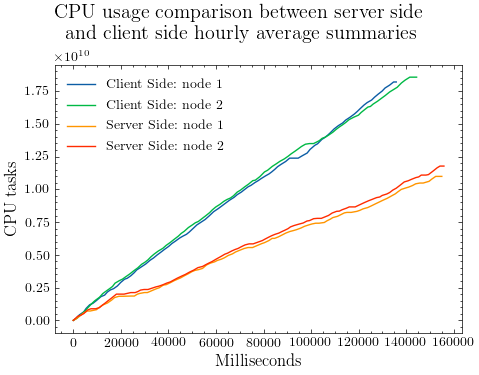 CPU usage comparison between server side
and client side hourly average summaries
×10¹⁰
1.75
1.50
1.25
1.00
0.75
0.50
0.25
0.00
CPU tasks
Client Side: node 1
Client Side: node 2
Server Side: node 1
Server Side: node 2
0 20000 40000 60000 80000 100000 120000 140000 160000
Milliseconds